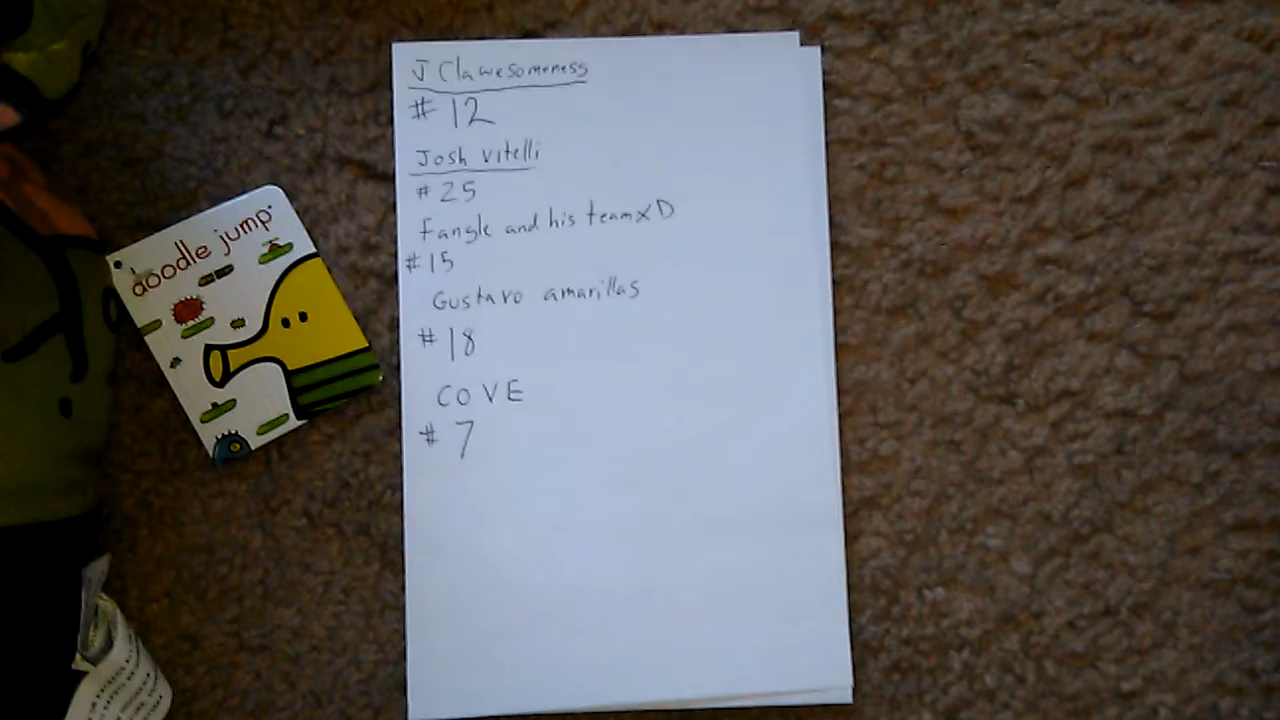 doodle jump
J Clawesomeness
# 12
Josh vitelli
# 25
Fangle and his team xD
# 15
Gustavo amarillas
# 18
COVE
# 7